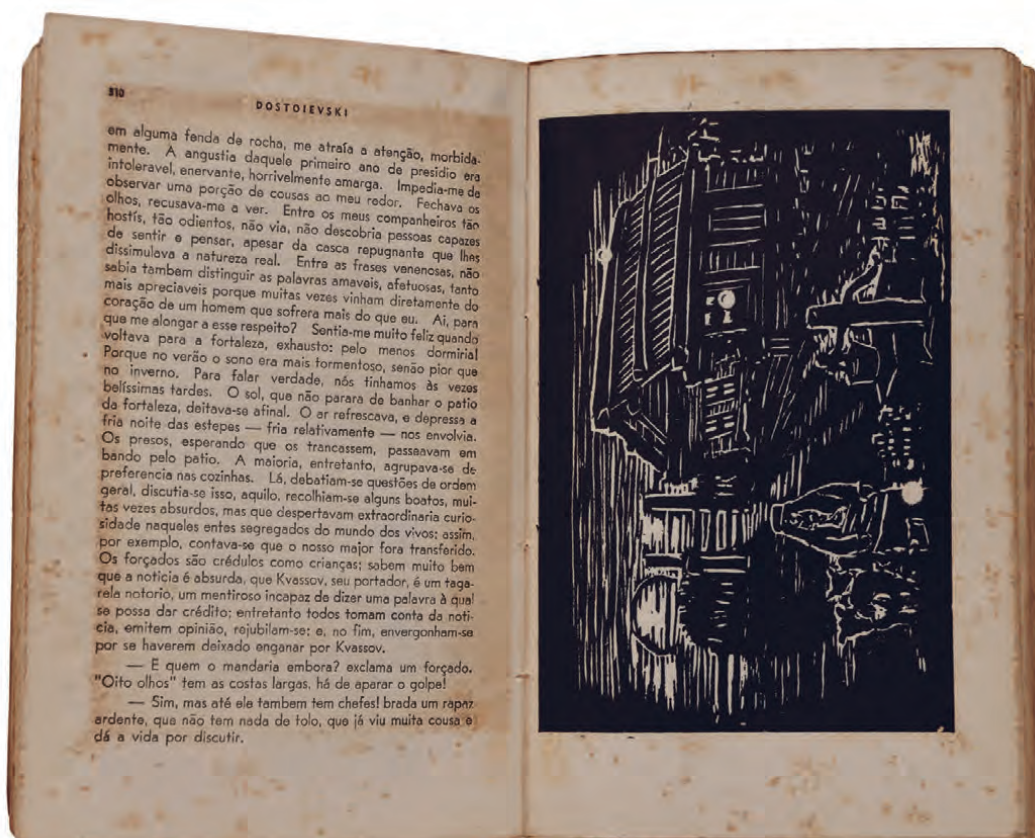 310
DOSTOIEVSKI
em alguma fenda de rocha, me atraía a atenção, morbida-
mente. A angustia daquele primeiro ano de presidio era
intoleravel, enervante, horrivelmente amarga. Impedia-me de
observar uma porção de cousas ao meu redor. Fechava os
olhos, recusava-me a ver. Entre os meus companheiros tão
hostís, tão odientos, não via, não descobria pessoas capazes
de sentir e pensar, apesar da casca repugnante que lhes
dissimulava a natureza real. Entre as frases venenosas, não
sabia tambem distinguir as palavras amaveis, afetuosas, tanto
mais apreciaveis porque muitas vezes vinham diretamente do
coração de um homem que sofrera mais do que eu. Ai, para
que me alongar a esse respeito? Sentia-me muito feliz quando
voltava para a fortaleza, exhausto: pelo menos dormiria!
Porque no verão o sono era mais tormentoso, senão pior que
no inverno. Para falar verdade, nós tinhamos às vezes
belíssimas tardes. O sol, que não parara de banhar o patio
da fortaleza, deitava-se afinal. O ar refrescava, e depressa a
fria noite das estepes — fria relativamente — nos envolvia.
Os presos, esperando que os trancassem, passeavam em
bando pelo patio. A maioria, entretanto, agrupava-se de
preferencia nas cozinhas. Lá, debatiam-se questões de ordem
geral, discutia-se isso, aquilo, recolhiam-se alguns boatos, mui-
tas vezes absurdos, mas que despertavam extraordinaria curio-
sidade naqueles entes segregados do mundo dos vivos; assim,
por exemplo, contava-se que o nosso major fora transferido.
Os forçados são crédulos como crianças; sabem muito bem
que a noticia é absurda, que Kvassov, seu portador, é um taga-
rela notorio, um mentiroso incapaz de dizer uma palavra à qual
se possa dar crédito; entretanto todos tomam conta da noti-
cia, emitem opinião, rejubilam-se; e, no fim, envergonham-se
por se haverem deixado enganar por Kvassov.
— E quem o mandaria embora? exclama um forçado.
"Oito olhos" tem as costas largas, há de aparar o golpe!
— Sim, mas até ele tambem tem chefes! brada um rapaz
ardente, que não tem nada de tolo, que já viu muita cousa e
dá a vida por discutir.